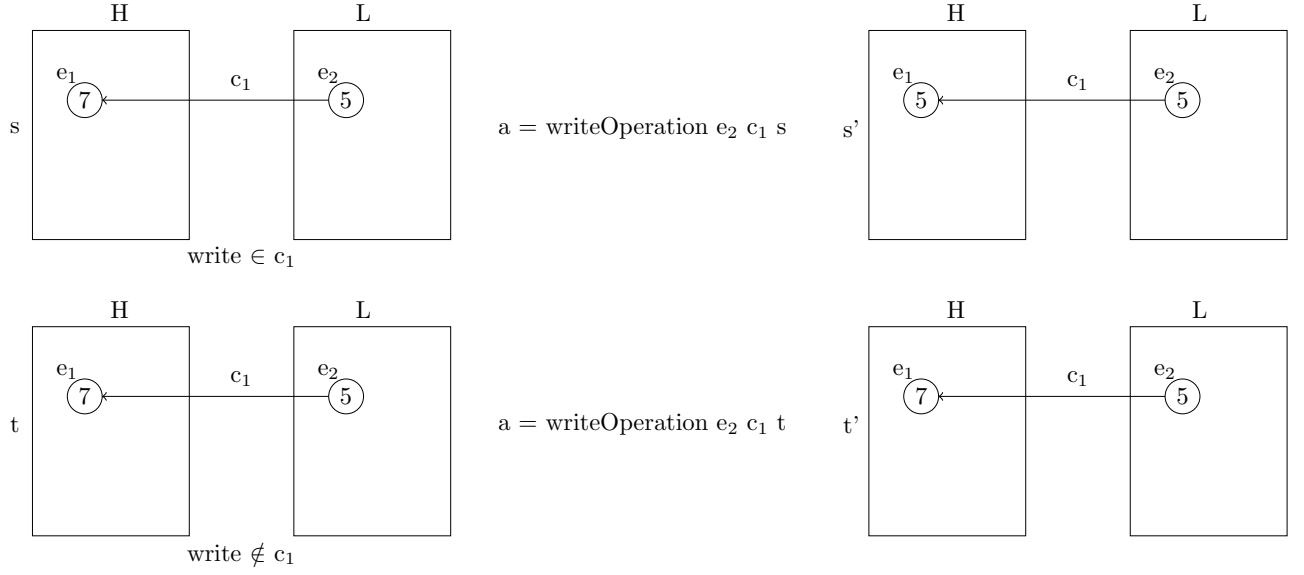 H L H L
e₁ c₁ e₂ e₁ c₁ e₂
7 5 5 5
s a = writeOperation e₂ c₁ s s'
write ∈ c₁
H L H L
e₁ c₁ e₂ e₁ c₁ e₂
7 5 7 5
t a = writeOperation e₂ c₁ t t'
write ∉ c₁